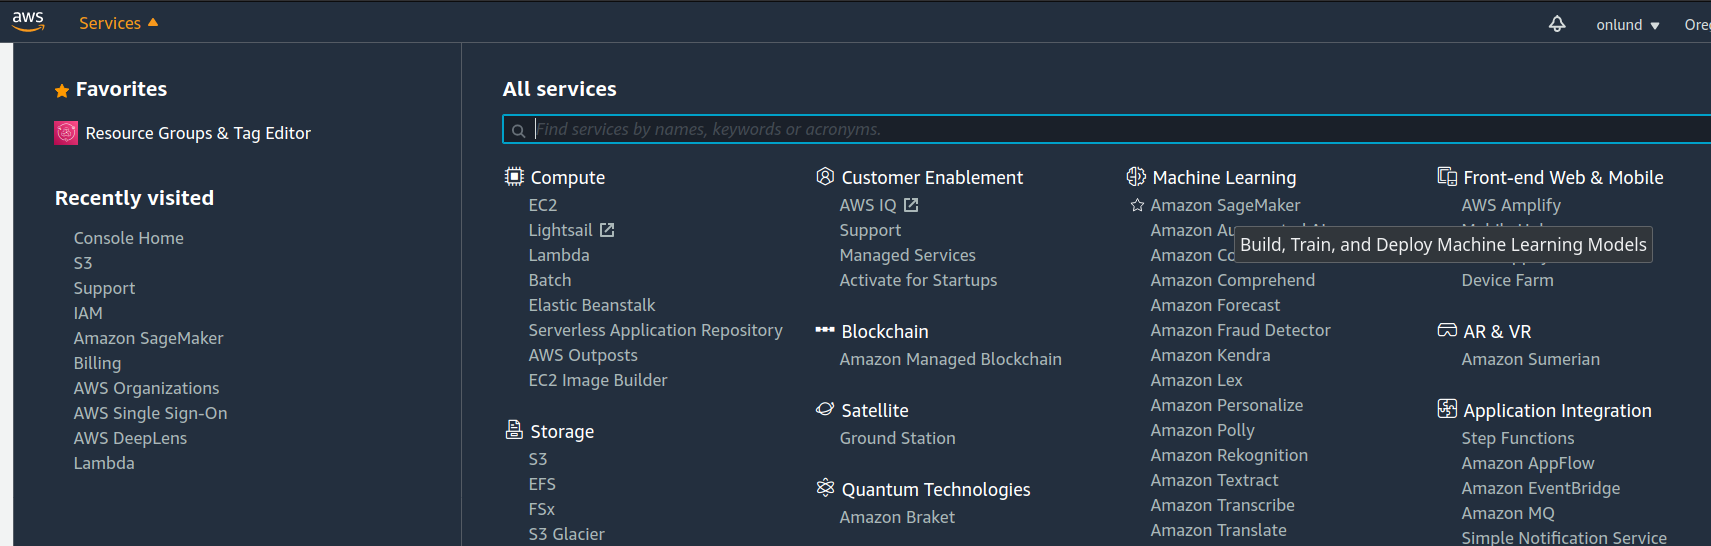 aws
Services
onlund
Favorites
Resource Groups & Tag Editor
Recently visited
Console Home
S3
Support
IAM
Amazon SageMaker
Billing
AWS Organizations
AWS Single Sign-On
AWS DeepLens
Lambda
All services
Find services by names, keywords or acronyms.
Compute
EC2
Lightsail
Lambda
Batch
Elastic Beanstalk
Serverless Application Repository
AWS Outposts
EC2 Image Builder
Storage
S3
EFS
FSx
S3 Glacier
Customer Enablement
AWS IQ
Support
Managed Services
Activate for Startups
Blockchain
Amazon Managed Blockchain
Satellite
Ground Station
Quantum Technologies
Amazon Braket
Machine Learning
Amazon SageMaker
Amazon
Build, Train, and Deploy Machine Learning Models
Amazon
Amazon Comprehend
Amazon Forecast
Amazon Fraud Detector
Amazon Kendra
Amazon Lex
Amazon Personalize
Amazon Polly
Amazon Rekognition
Amazon Textract
Amazon Transcribe
Amazon Translate
Front-end Web & Mobile
AWS Amplify
Device Farm
AR & VR
Amazon Sumerian
Application Integration
Step Functions
Amazon AppFlow
Amazon EventBridge
Amazon MQ
Simple Notification Service